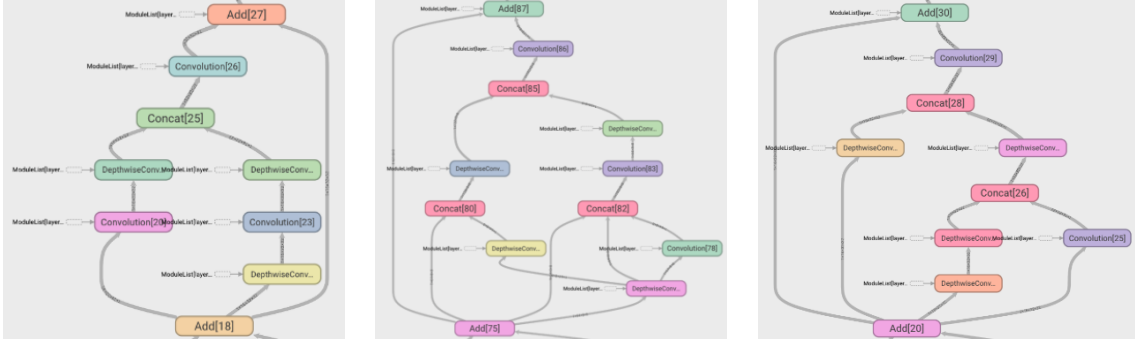 Add[27]
ModuleList[layer...
Convolution[26]
ModuleList[layer...
Concat[25]
DepthwiseConv...
ModuleList[layer...
DepthwiseConv...
ModuleList[layer...
Convolution[20]
ModuleList[layer...
Convolution[23]
ModuleList[layer...
DepthwiseConv...
ModuleList[layer...
Add[18]
Add[87]
ModuleList[layer...
Convolution[86]
ModuleList[layer...
Concat[85]
DepthwiseConv...
ModuleList[layer...
DepthwiseConv...
ModuleList[layer...
Convolution[83]
ModuleList[layer...
Concat[80]
Concat[82]
DepthwiseConv...
ModuleList[layer...
Convolution[78]
ModuleList[layer...
DepthwiseConv...
ModuleList[layer...
Add[75]
Add[30]
ModuleList[layer...
Convolution[29]
ModuleList[layer...
Concat[28]
DepthwiseConv...
ModuleList[layer...
DepthwiseConv...
ModuleList[layer...
Concat[26]
DepthwiseConv...
ModuleList[layer...
Convolution[25]
ModuleList[layer...
DepthwiseConv...
ModuleList[layer...
Add[20]